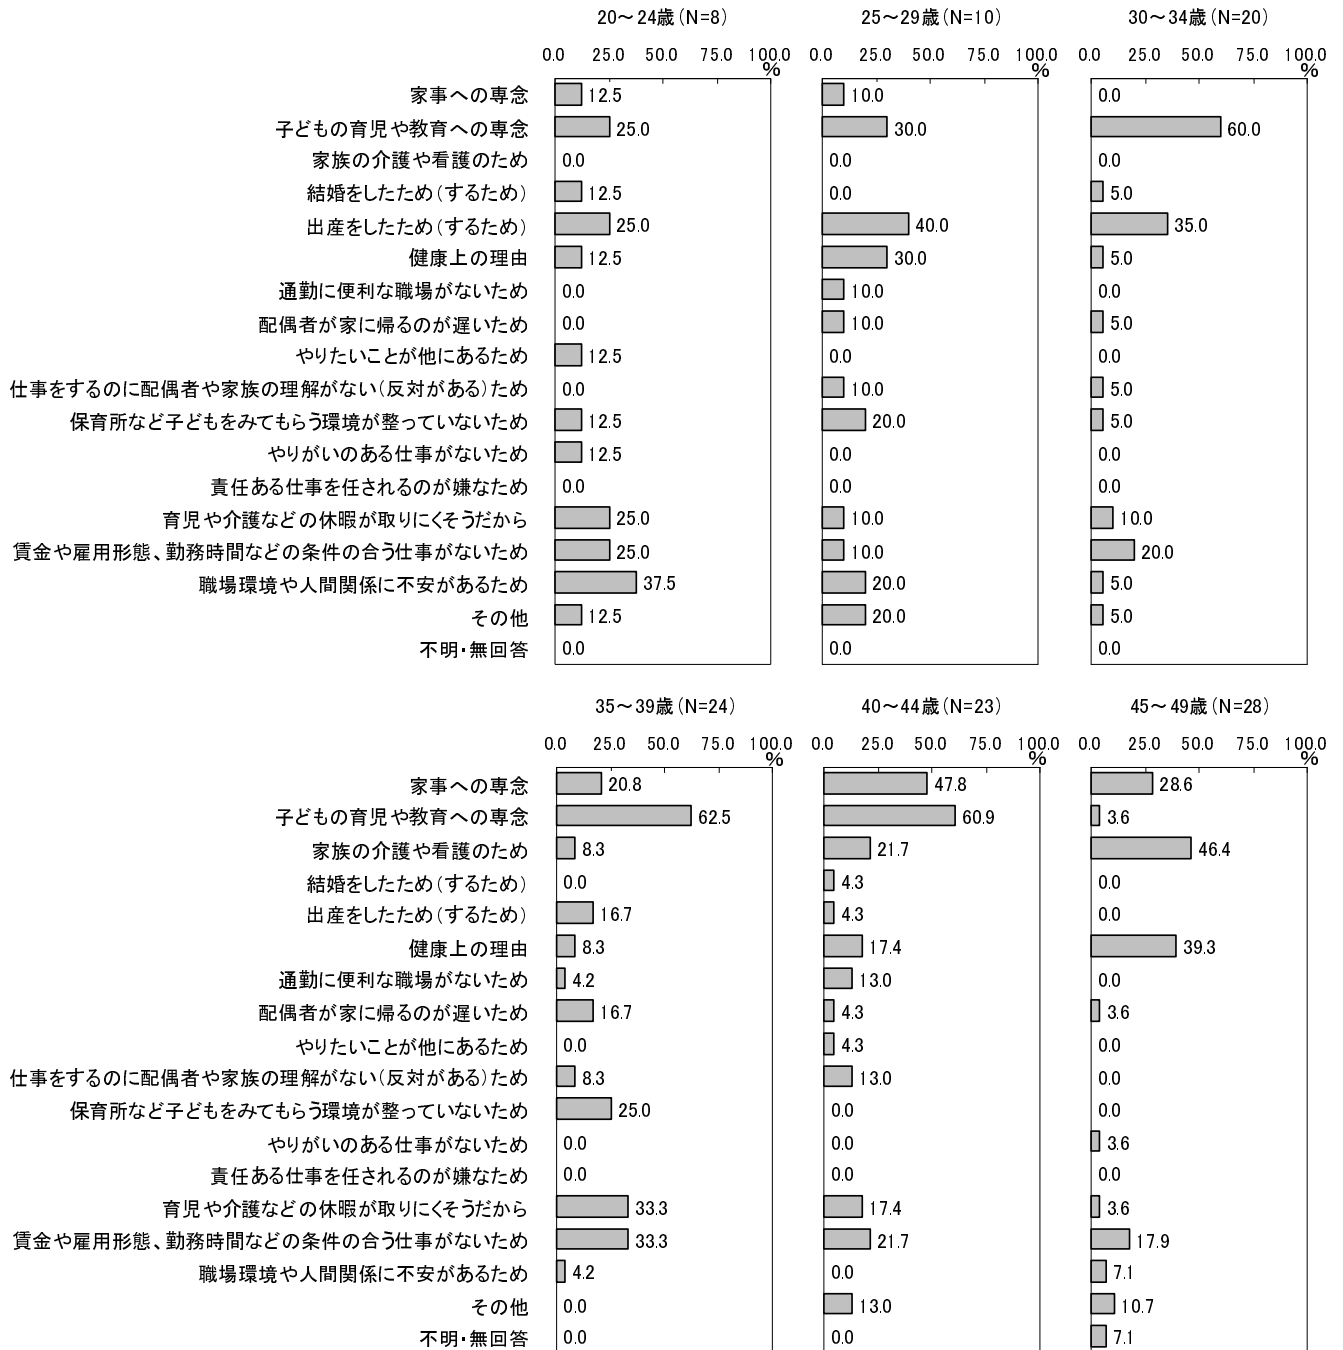 20～24歳（N=8） 25～29歳（N=10） 30～34歳（N=20）
0.0 25.0 50.0 75.0 100.0 0.0 25.0 50.0 75.0 100.0 0.0 25.0 50.0 75.0 100.0
% % %
家事への専念 12.5 10.0 0.0
子どもの育児や教育への専念 25.0 30.0 60.0
家族の介護や看護のため 0.0 0.0 0.0
結婚をしたため（するため） 12.5 0.0 5.0
出産をしたため（するため） 25.0 40.0 35.0
健康上の理由 12.5 30.0 5.0
通勤に便利な職場がないため 0.0 10.0 0.0
配偶者が家に帰るのが遅いため 0.0 10.0 5.0
やりたいことが他にあるため 12.5 0.0 0.0
仕事をするのに配偶者や家族の理解がない（反対がある）ため 0.0 10.0 5.0
保育所など子どもをみてもらう環境が整っていないため 12.5 20.0 5.0
やりがいのある仕事がないため 12.5 0.0 0.0
責任ある仕事を任されるのが嫌なため 0.0 0.0 0.0
育児や介護などの休暇が取りにくそうだから 25.0 10.0 10.0
賃金や雇用形態、勤務時間などの条件の合う仕事がないため 25.0 10.0 20.0
職場環境や人間関係に不安があるため 37.5 20.0 5.0
その他 12.5 20.0 5.0
不明・無回答 0.0 0.0 0.0
35～39歳（N=24） 40～44歳（N=23） 45～49歳（N=28）
0.0 25.0 50.0 75.0 100.0 0.0 25.0 50.0 75.0 100.0 0.0 25.0 50.0 75.0 100.0
% % %
家事への専念 20.8 47.8 28.6
子どもの育児や教育への専念 62.5 60.9 3.6
家族の介護や看護のため 8.3 21.7 46.4
結婚をしたため（するため） 0.0 4.3 0.0
出産をしたため（するため） 16.7 4.3 0.0
健康上の理由 8.3 17.4 39.3
通勤に便利な職場がないため 4.2 13.0 0.0
配偶者が家に帰るのが遅いため 16.7 4.3 3.6
やりたいことが他にあるため 0.0 4.3 0.0
仕事をするのに配偶者や家族の理解がない（反対がある）ため 8.3 13.0 0.0
保育所など子どもをみてもらう環境が整っていないため 25.0 0.0 0.0
やりがいのある仕事がないため 0.0 0.0 3.6
責任ある仕事を任されるのが嫌なため 0.0 0.0 0.0
育児や介護などの休暇が取りにくそうだから 33.3 17.4 3.6
賃金や雇用形態、勤務時間などの条件の合う仕事がないため 33.3 21.7 17.9
職場環境や人間関係に不安があるため 4.2 0.0 7.1
その他 0.0 13.0 10.7
不明・無回答 0.0 0.0 7.1